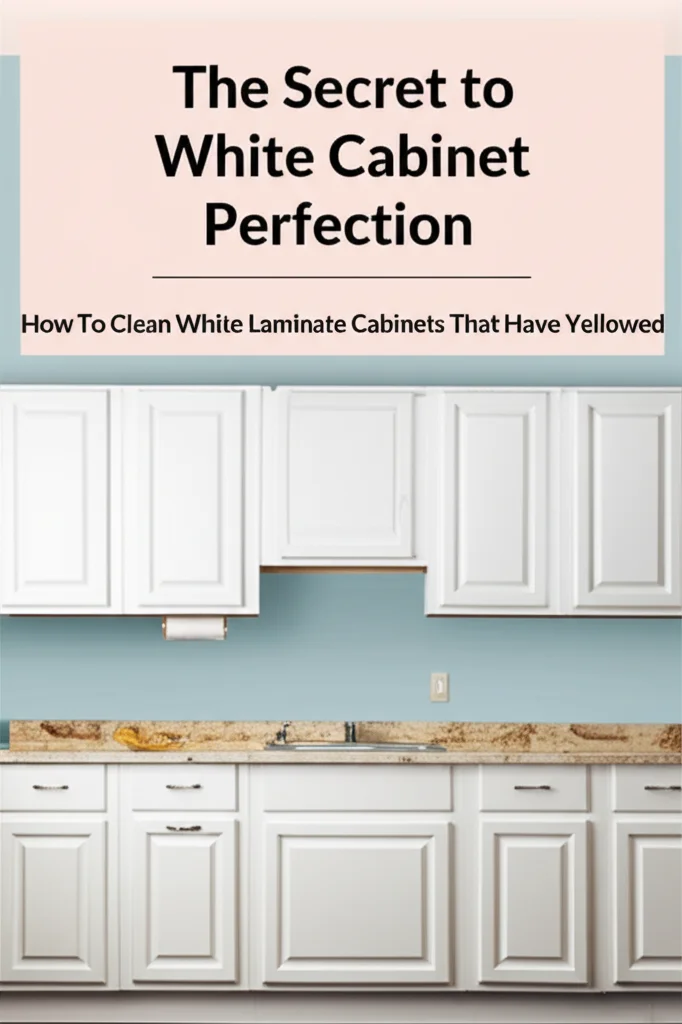 The Secret to
White Cabinet
Perfection
How To Clean White Laminate Cabinets That Have Yellowed